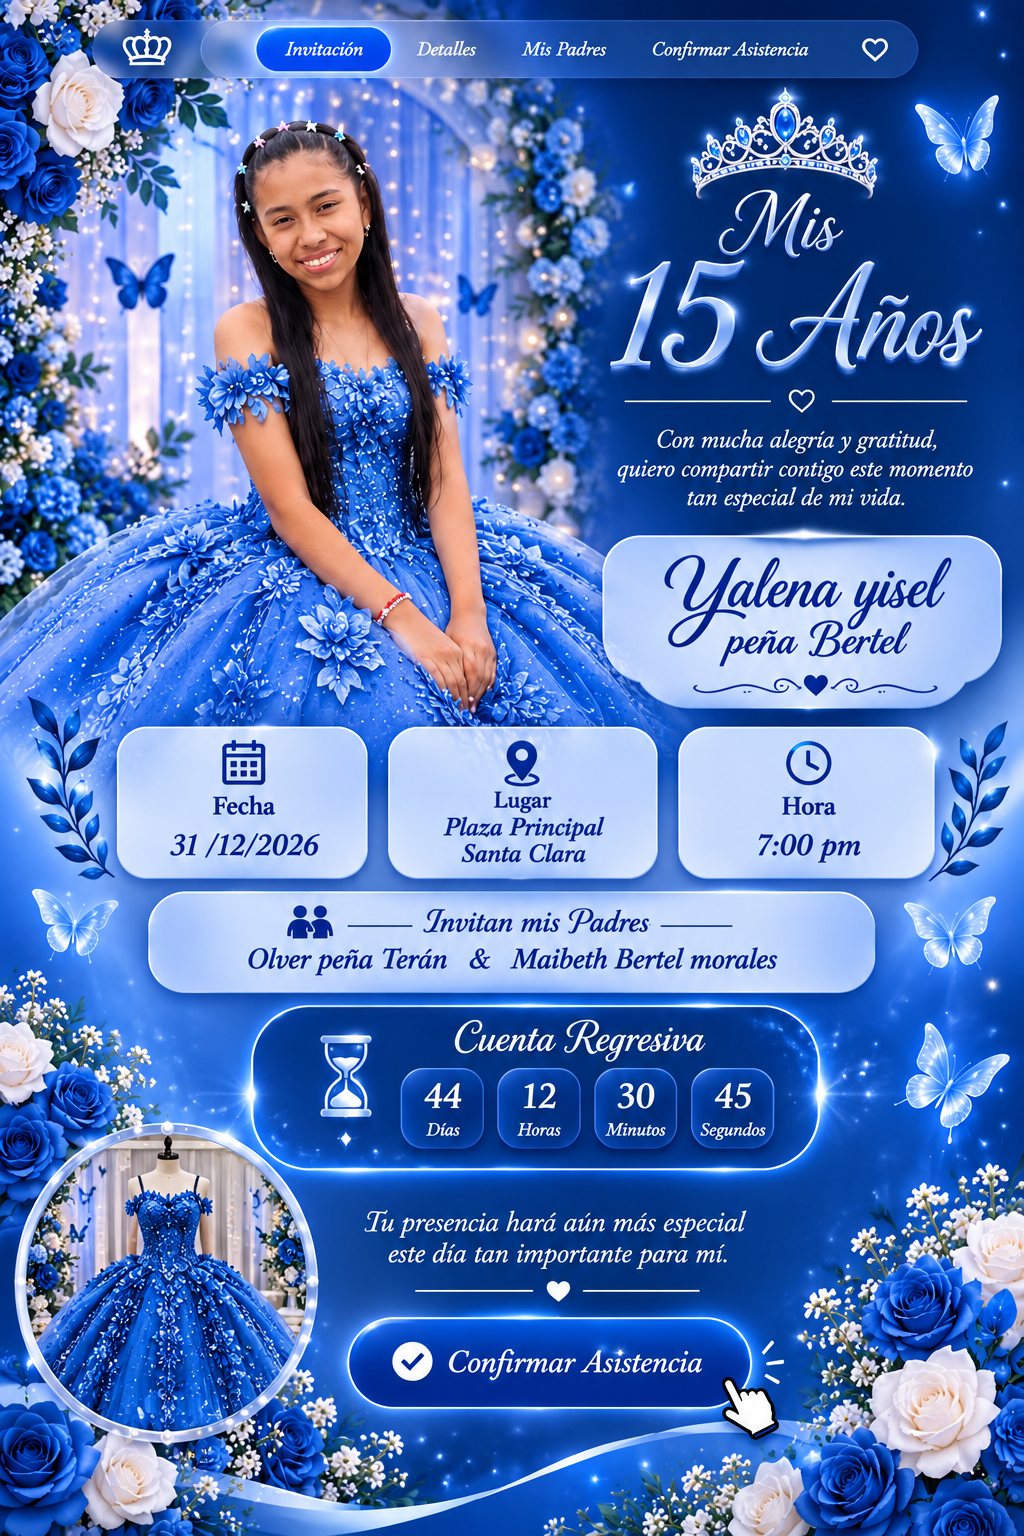 Invitación
Detalles
Mis Padres
Confirmar Asistencia
Mis
15 Años
Con mucha alegría y gratitud,
quiero compartir contigo este momento
tan especial de mi vida.
Yalena yisel
peña Bertel
Fecha
31 /12/2026
Lugar
Plaza Principal
Santa Clara
Hora
7:00 pm
Invitan mis Padres
Olver peña Terán & Maibeth Bertel morales
Cuenta Regresiva
44 12 30 45
Días Horas Minutos Segundos
Tu presencia hará aún más especial
este día tan importante para mí.
Confirmar Asistencia